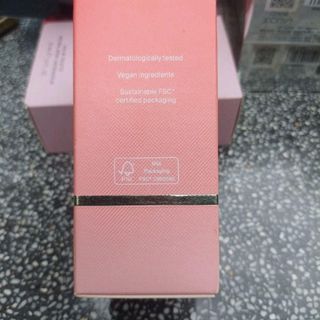 Dermatologically tested
Vegan ingredients
Sustainable FSC®
certified packaging
FSC
Mix
Packaging